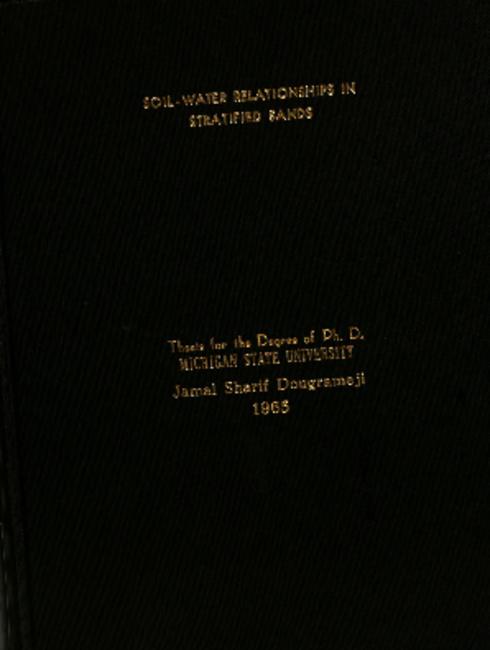 SOIL-WATER RELATIONSHIPS IN
STRATIFIED SANDS
Thesis for the Degree of Ph. D.
MICHIGAN STATE UNIVERSITY
Jamal Sharif Dougrameji
1965